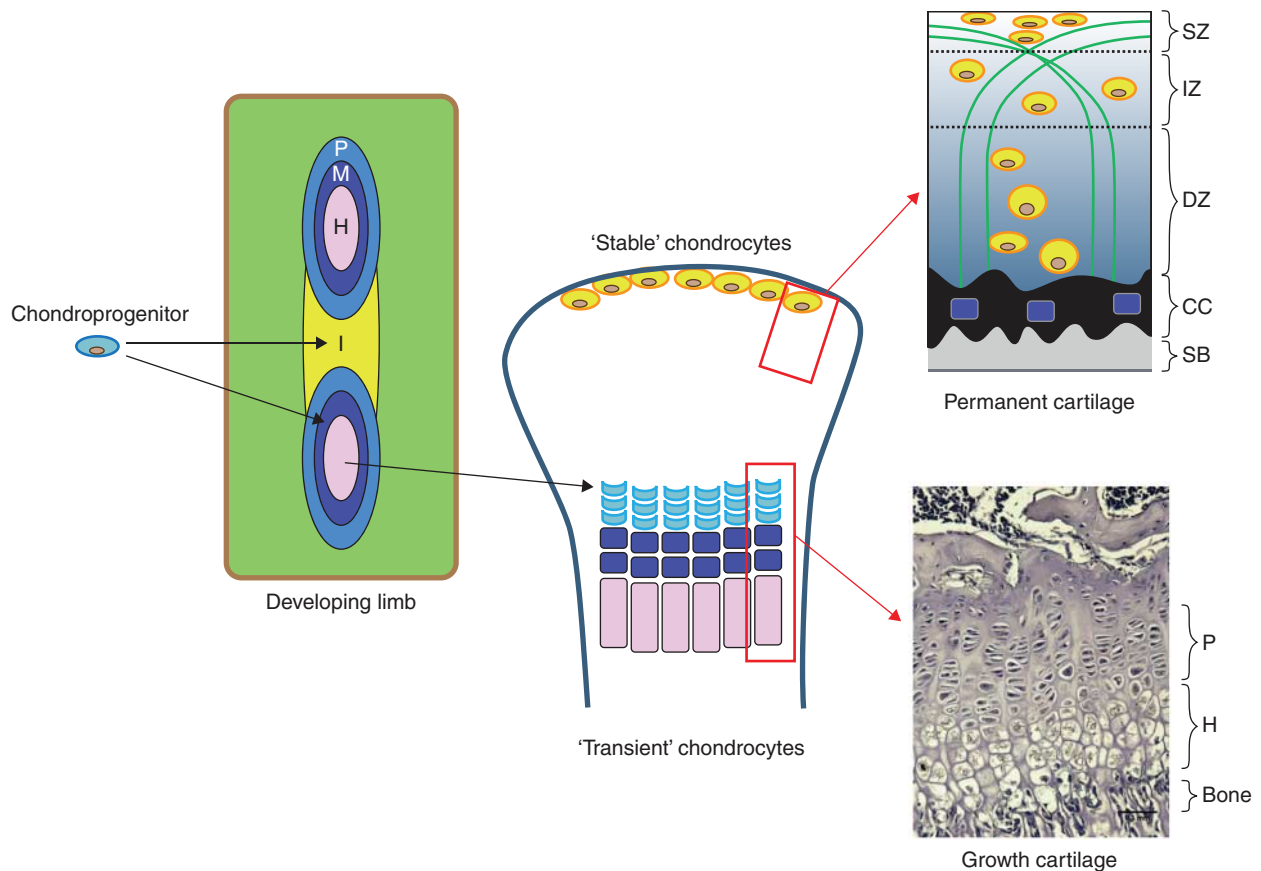 Chondroprogenitor
P
M
H
I
Developing limb
'Stable' chondrocytes
'Transient' chondrocytes
SZ
IZ
DZ
CC
SB
Permanent cartilage
P
H
Bone
Growth cartilage